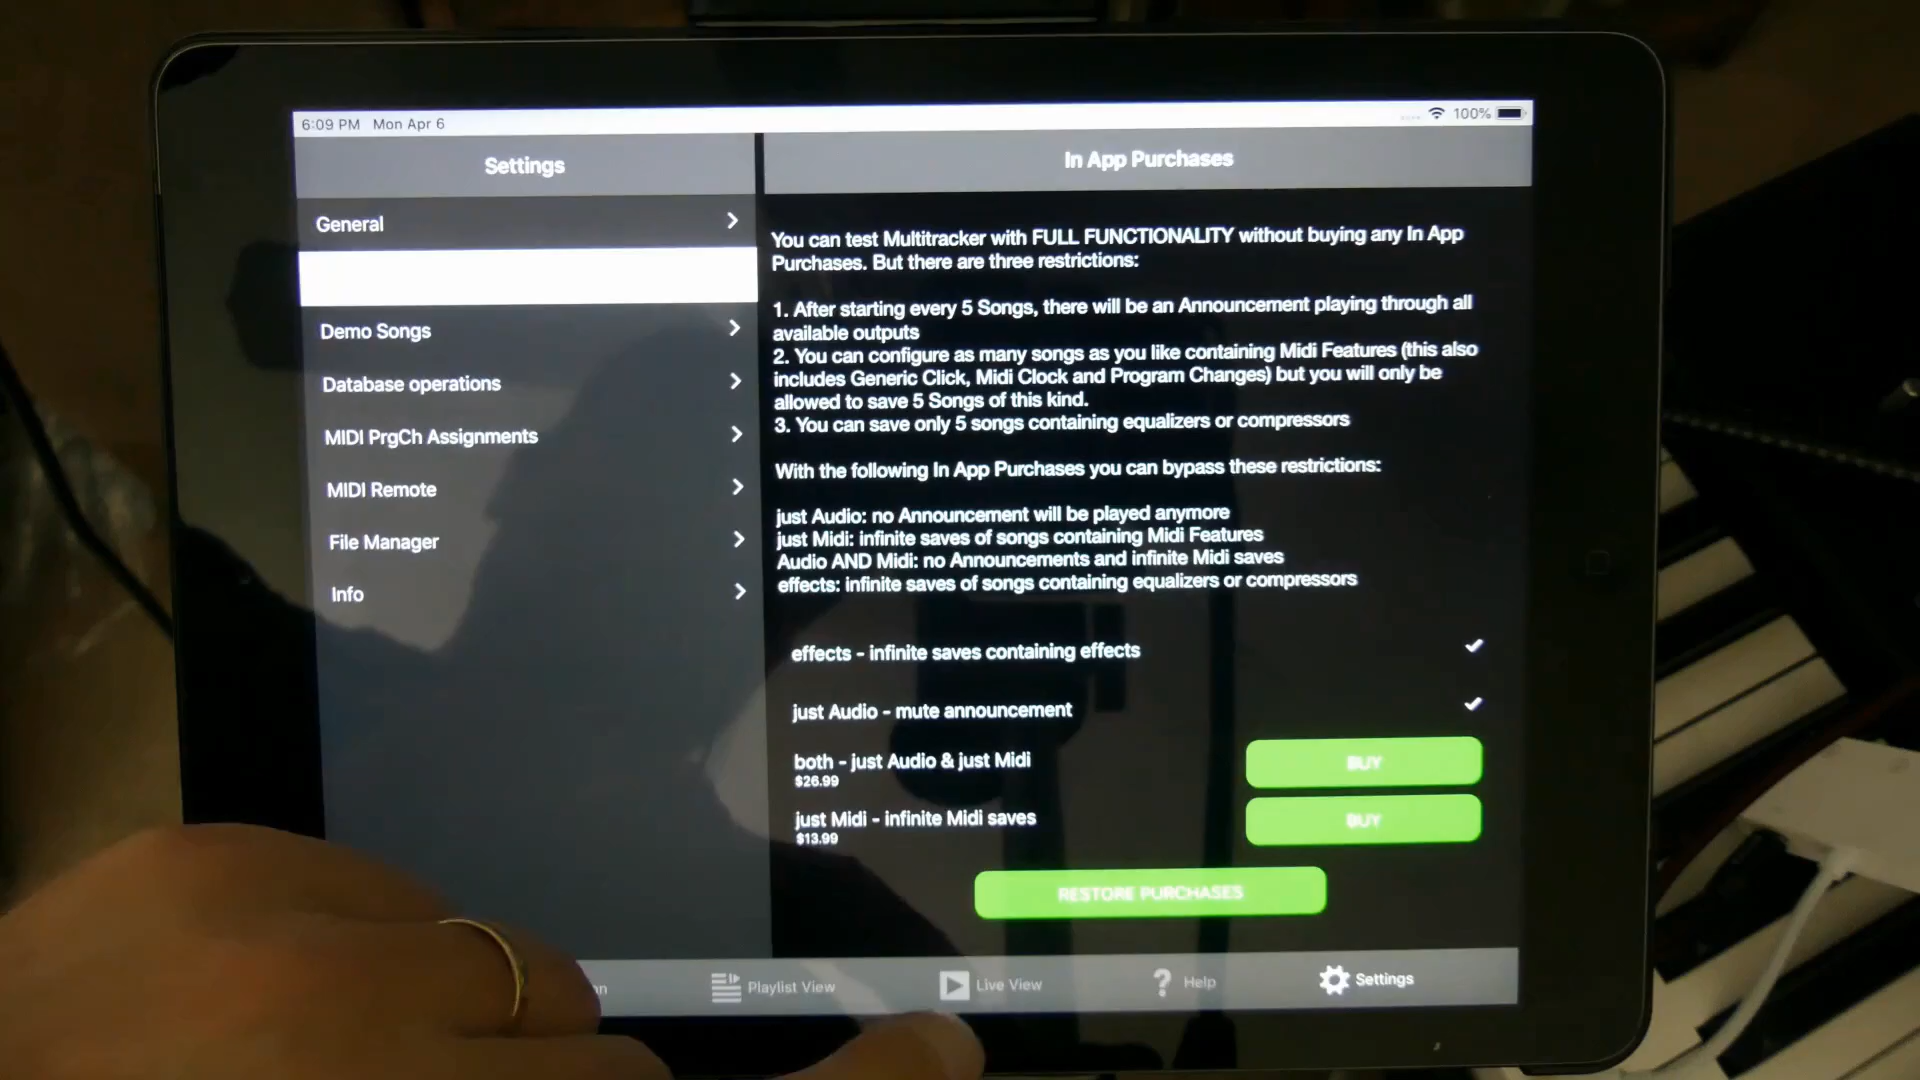 6:09 PM Mon Apr 6
100%
Settings
In App Purchases
General
Demo Songs
Database operations
MIDI PrgCh Assignments
MIDI Remote
File Manager
Info
You can test Multitracker with FULL FUNCTIONALITY without buying any In App
Purchases. But there are three restrictions:
1. After starting every 5 Songs, there will be an Announcement playing through all
available outputs
2. You can configure as many songs as you like containing Midi Features (this also
includes Generic Click, Midi Clock and Program Changes) but you will only be
allowed to save 5 Songs of this kind.
3. You can save only 5 songs containing equalizers or compressors
With the following In App Purchases you can bypass these restrictions:
just Audio: no Announcement will be played anymore
just Midi: infinite saves of songs containing Midi Features
Audio AND Midi: no Announcements and infinite Midi saves
effects: infinite saves of songs containing equalizers or compressors
effects - infinite saves containing effects
just Audio - mute announcement
both - just Audio & just Midi
$26.99
BUY
just Midi - infinite Midi saves
$13.99
BUY
RESTORE PURCHASES
Playlist View
Live View
? Help
Settings